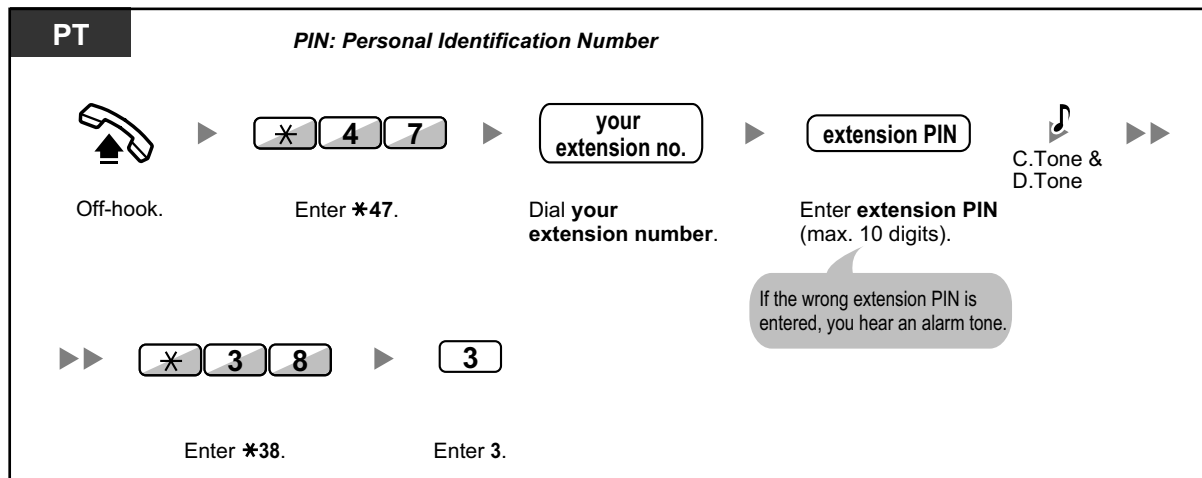 PT
PIN: Personal Identification Number
* 4 7
your
extension no.
extension PIN
C.Tone &
D.Tone
Off-hook.
Enter *47.
Dial your
extension number.
Enter extension PIN
(max. 10 digits).
If the wrong extension PIN is
entered, you hear an alarm tone.
* 3 8
3
Enter *38.
Enter 3.